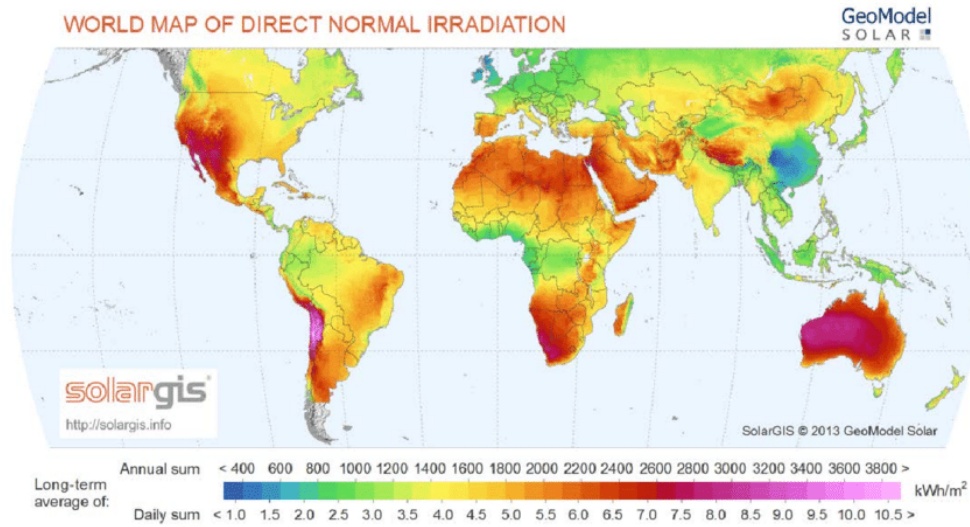 WORLD MAP OF DIRECT NORMAL IRRADIATION
GeoModel
SOLAR
solargis
http://solargis.info
SolarGIS © 2013 GeoModel Solar
Annual sum < 400 600 800 1000 1200 1400 1600 1800 2000 2200 2400 2600 2800 3000 3200 3400 3600 3800 >
Long-term
average of:
kWh/m²
Daily sum < 1.0 1.5 2.0 2.5 3.0 3.5 4.0 4.5 5.0 5.5 6.0 6.5 7.0 7.5 8.0 8.5 9.0 9.5 10.0 10.5 >